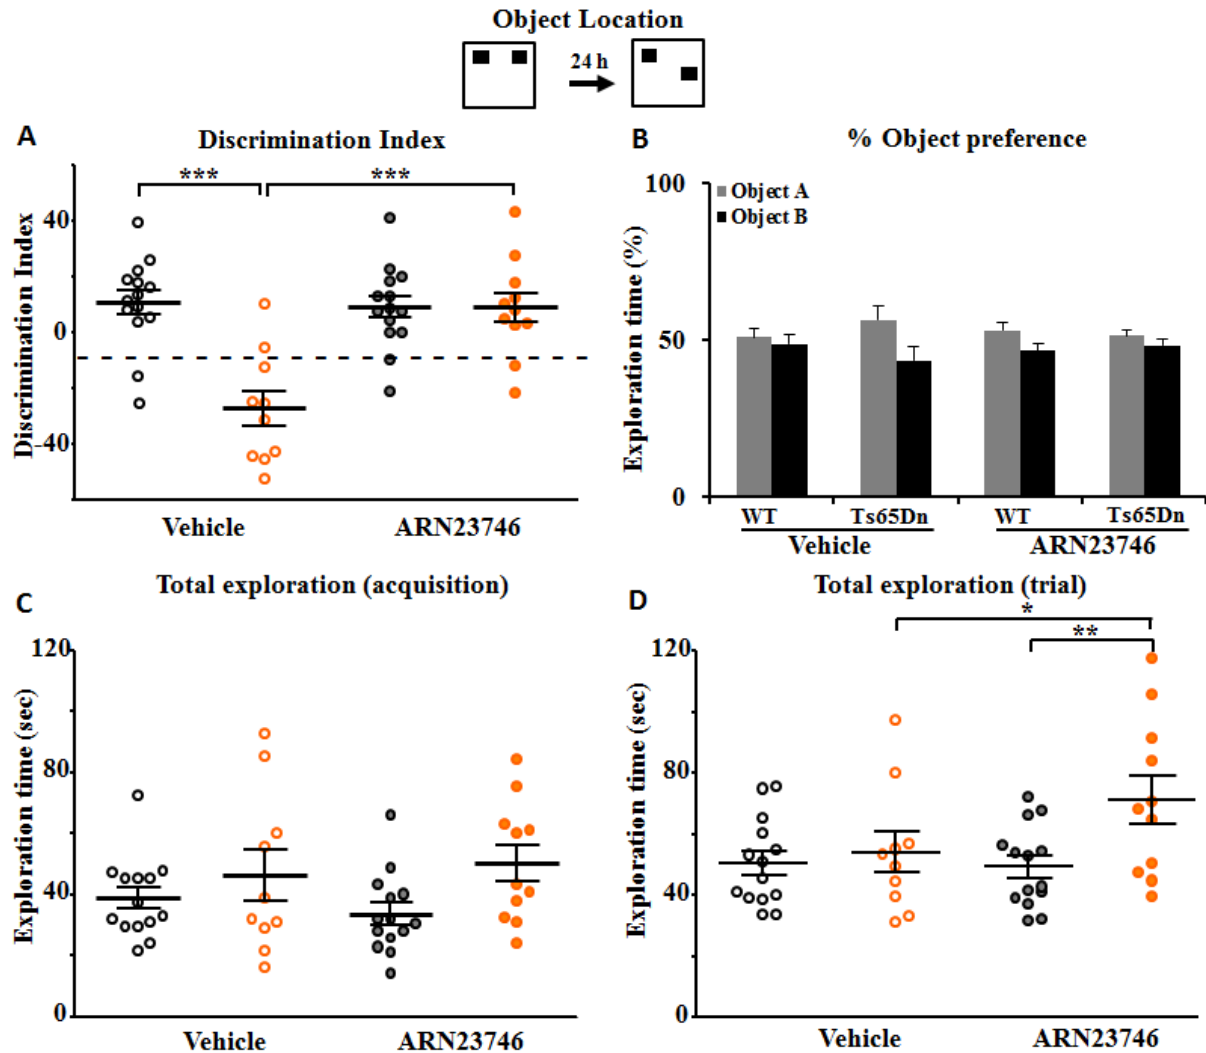 Object Location
24 h
A
Discrimination Index
***
***
Discrimination Index
40
0
-40
Vehicle
ARN23746
B
% Object preference
Object A
Object B
Exploration time (%)
100
50
0
WT
Ts65Dn
WT
Ts65Dn
Vehicle
ARN23746
C
Total exploration (acquisition)
Exploration time (sec)
120
80
40
0
Vehicle
ARN23746
D
Total exploration (trial)
*
**
Exploration time (sec)
120
80
40
0
Vehicle
ARN23746